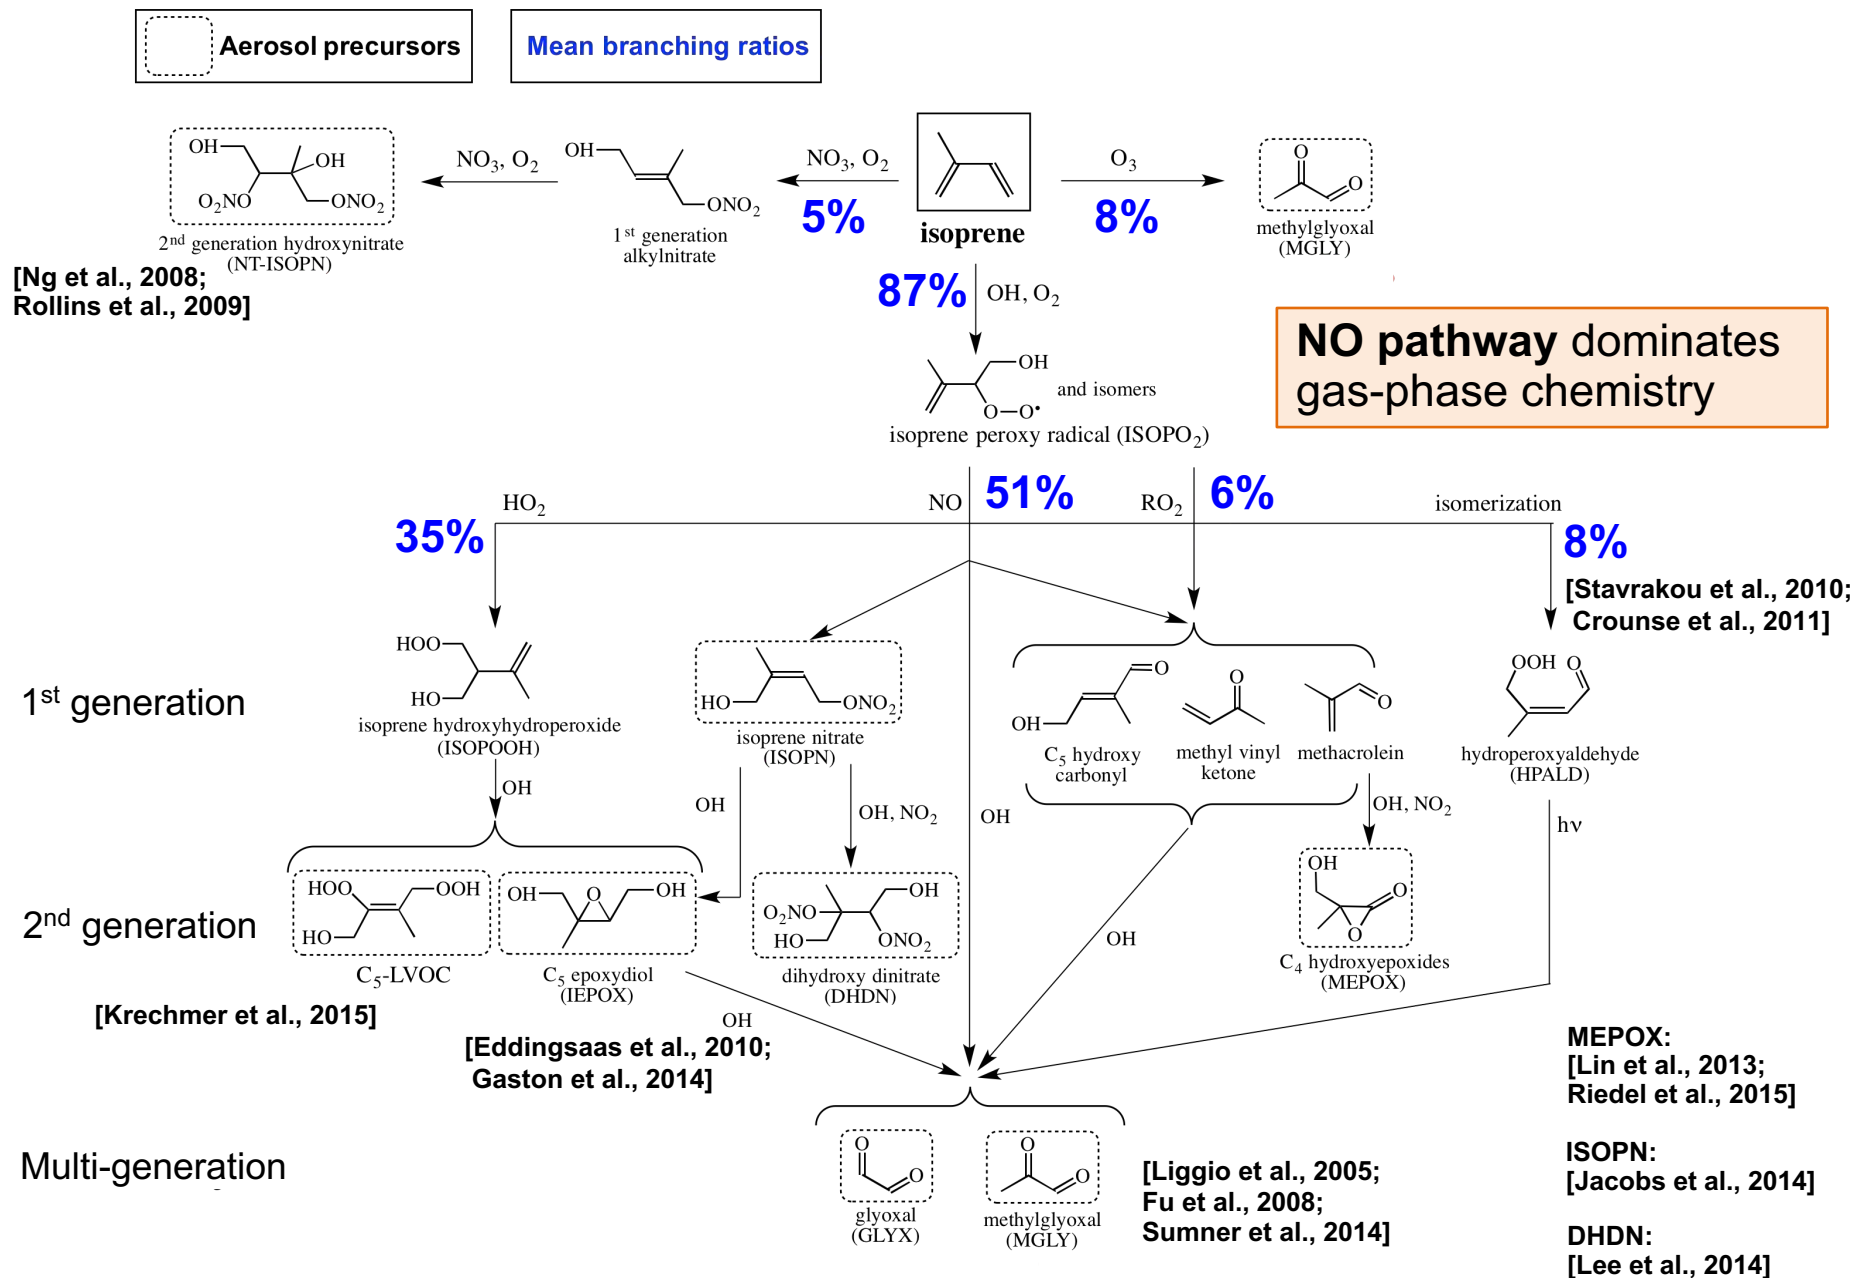 Aerosol precursors
Mean branching ratios
OH
OH
O₂NO
ONO₂
2nd generation hydroxynitrate
(NT-ISOPN)
[Ng et al., 2008;
Rollins et al., 2009]
NO₃, O₂
OH
ONO₂
1st generation
alkylnitrate
NO₃, O₂
5%
isoprene
O₃
8%
O
O
methylglyoxal
(MGLY)
87%
OH, O₂
NO pathway dominates
gas-phase chemistry
OH
O–O•
and isomers
isoprene peroxy radical (ISOPO₂)
HO₂
35%
NO
51%
RO₂
6%
isomerization
8%
[Stavrakou et al., 2010;
Crounse et al., 2011]
1st generation
HOO
HO
isoprene hydroxyhydroperoxide
(ISOPOOH)
OH
HO
ONO₂
isoprene nitrate
(ISOPN)
OH
OH, NO₂
OH
O
OH
C₅ hydroxy
carbonyl
O
methyl vinyl
ketone
O
methacrolein
OH, NO₂
OOH
O
hydroperoxyaldehyde
(HPALD)
hν
2nd generation
HOO
OOH
HO
C₅-LVOC
[Krechmer et al., 2015]
OH
O
OH
C₅ epoxydiol
(IEPOX)
OH
[Eddingsaas et al., 2010;
Gaston et al., 2014]
OH
O₂NO
HO
ONO₂
dihydroxy dinitrate
(DHDN)
OH
OH
O
O
C₄ hydroxyepoxides
(MEPOX)
Multi-generation
O
O
glyoxal
(GLYX)
O
O
methylglyoxal
(MGLY)
[Liggio et al., 2005;
Fu et al., 2008;
Sumner et al., 2014]
MEPOX:
[Lin et al., 2013;
Riedel et al., 2015]
ISOPN:
[Jacobs et al., 2014]
DHDN:
[Lee et al., 2014]